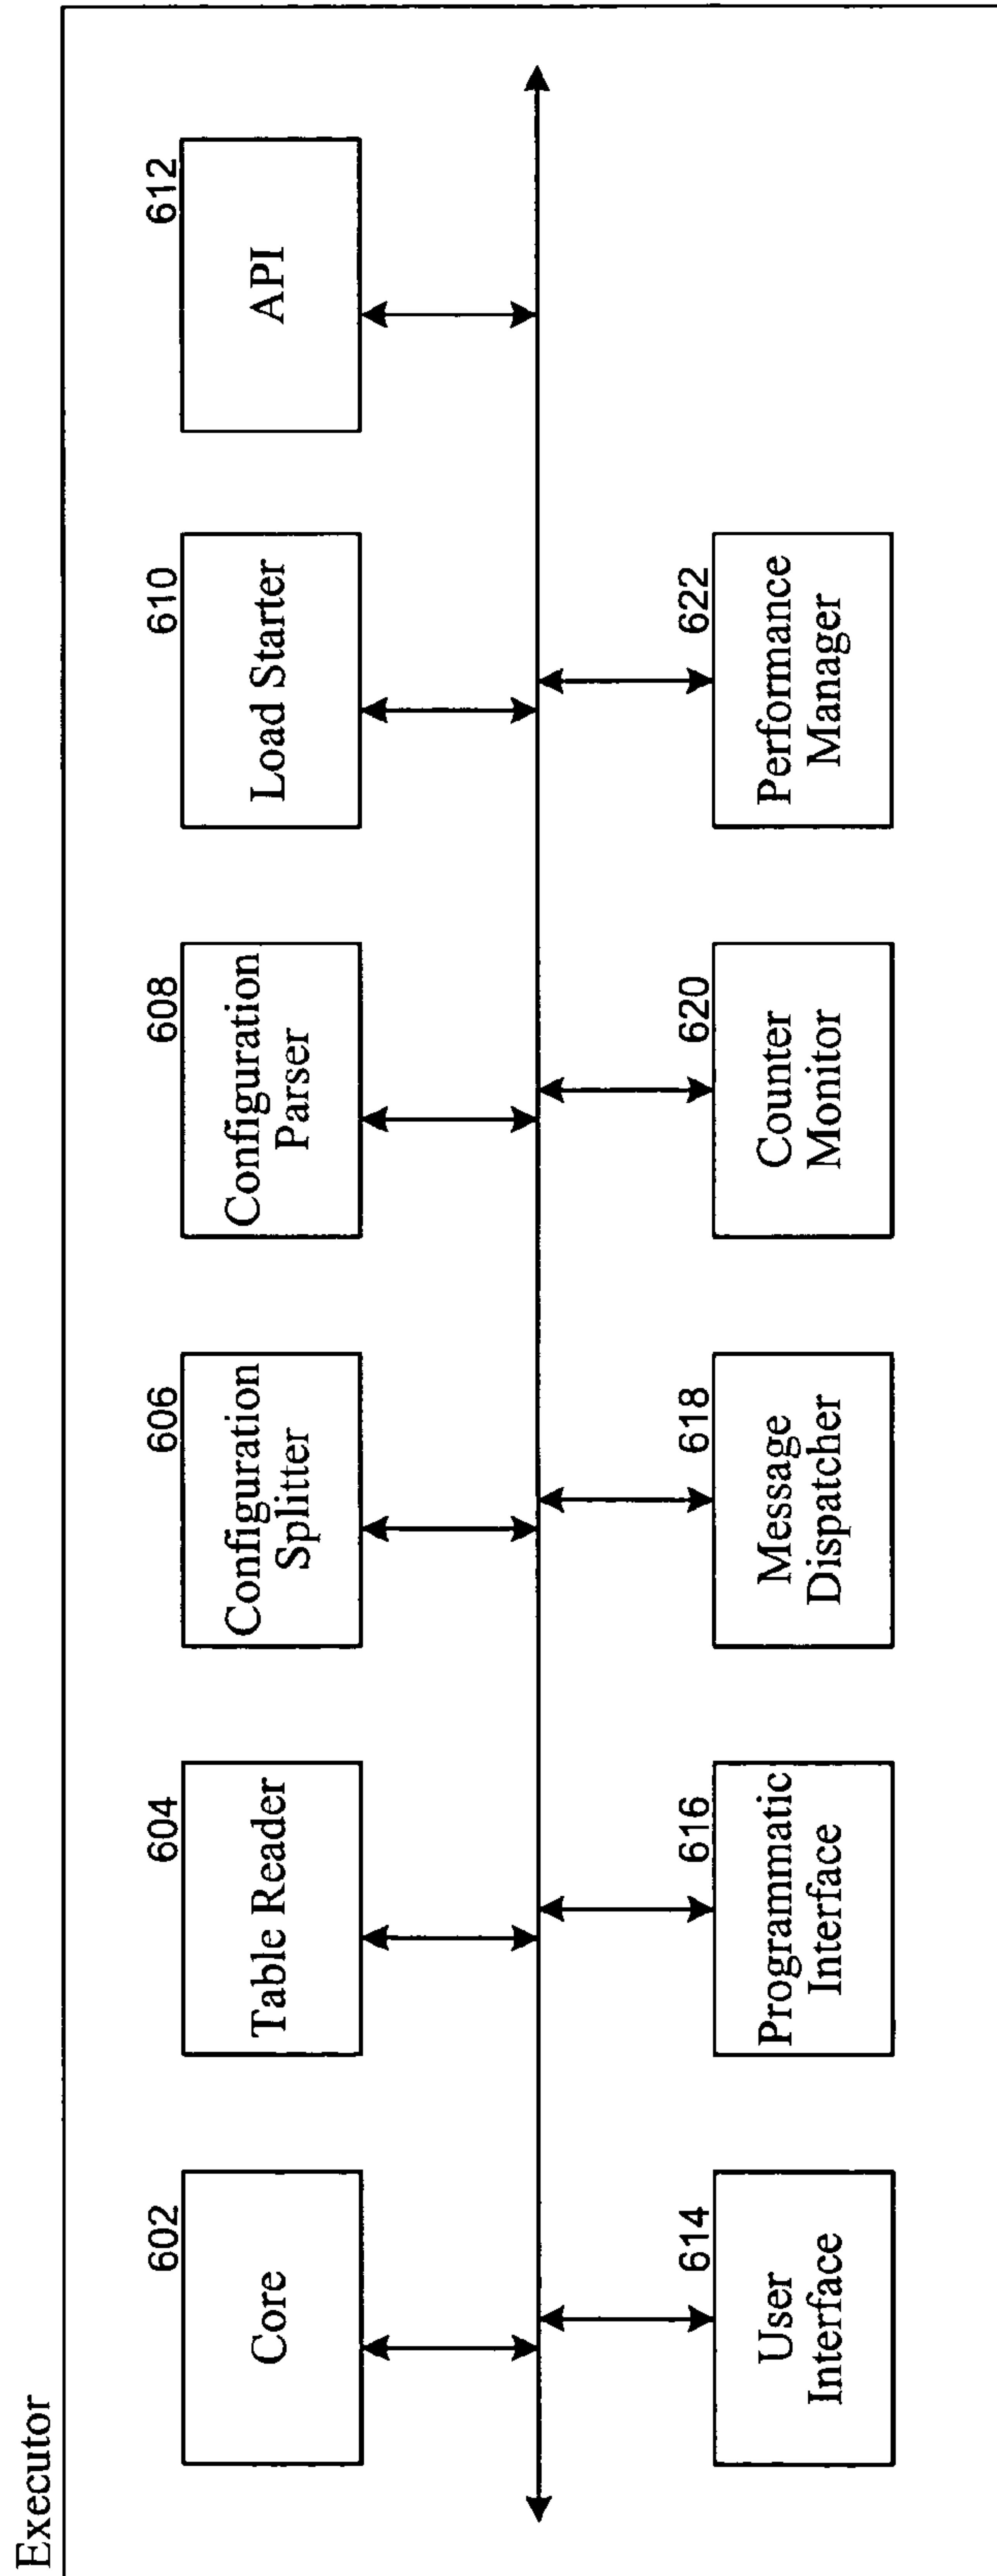 Executor
602
Core
604
Table Reader
606
Configuration
Splitter
608
Configuration
Parser
610
Load Starter
612
API
614
User
Interface
616
Programmatic
Interface
618
Message
Dispatcher
620
Counter
Monitor
622
Performance
Manager